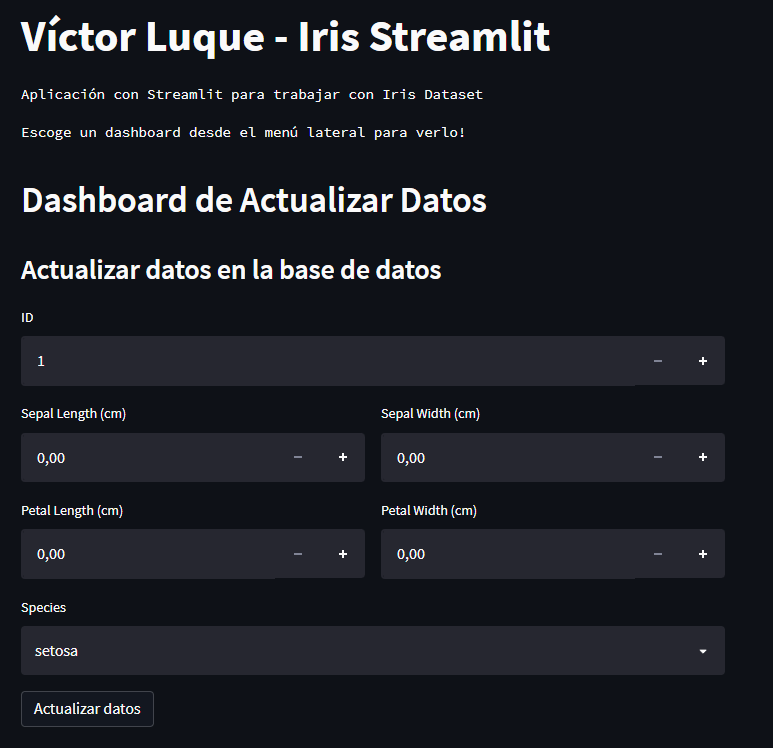 Víctor Luque - Iris Streamlit
Aplicación con Streamlit para trabajar con Iris Dataset
Escoge un dashboard desde el menú lateral para verlo!
Dashboard de Actualizar Datos
Actualizar datos en la base de datos
ID
1
Sepal Length (cm) Sepal Width (cm)
0,00 0,00
Petal Length (cm) Petal Width (cm)
0,00 0,00
Species
setosa
Actualizar datos